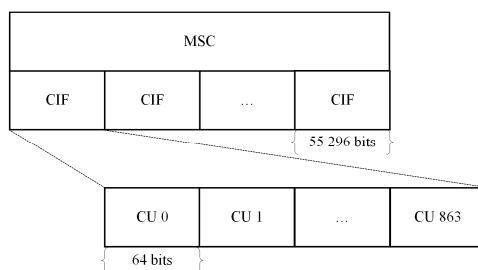 MSC
CIF CIF ... CIF
55 296 bits
CU 0 CU 1 ... CU 863
64 bits